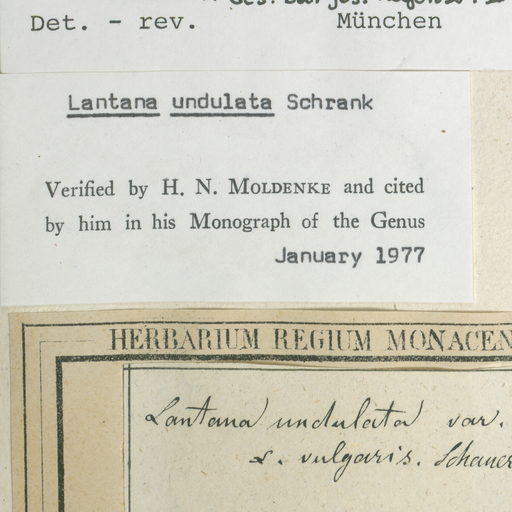 Det. - rev. München
Lantana undulata Schrank
Verified by H. N. MOLDENKE and cited
by him in his Monograph of the Genus
January 1977
HERBARIUM REGIUM MONACEN
Lantana undulata var.
α. vulgaris. Schauer